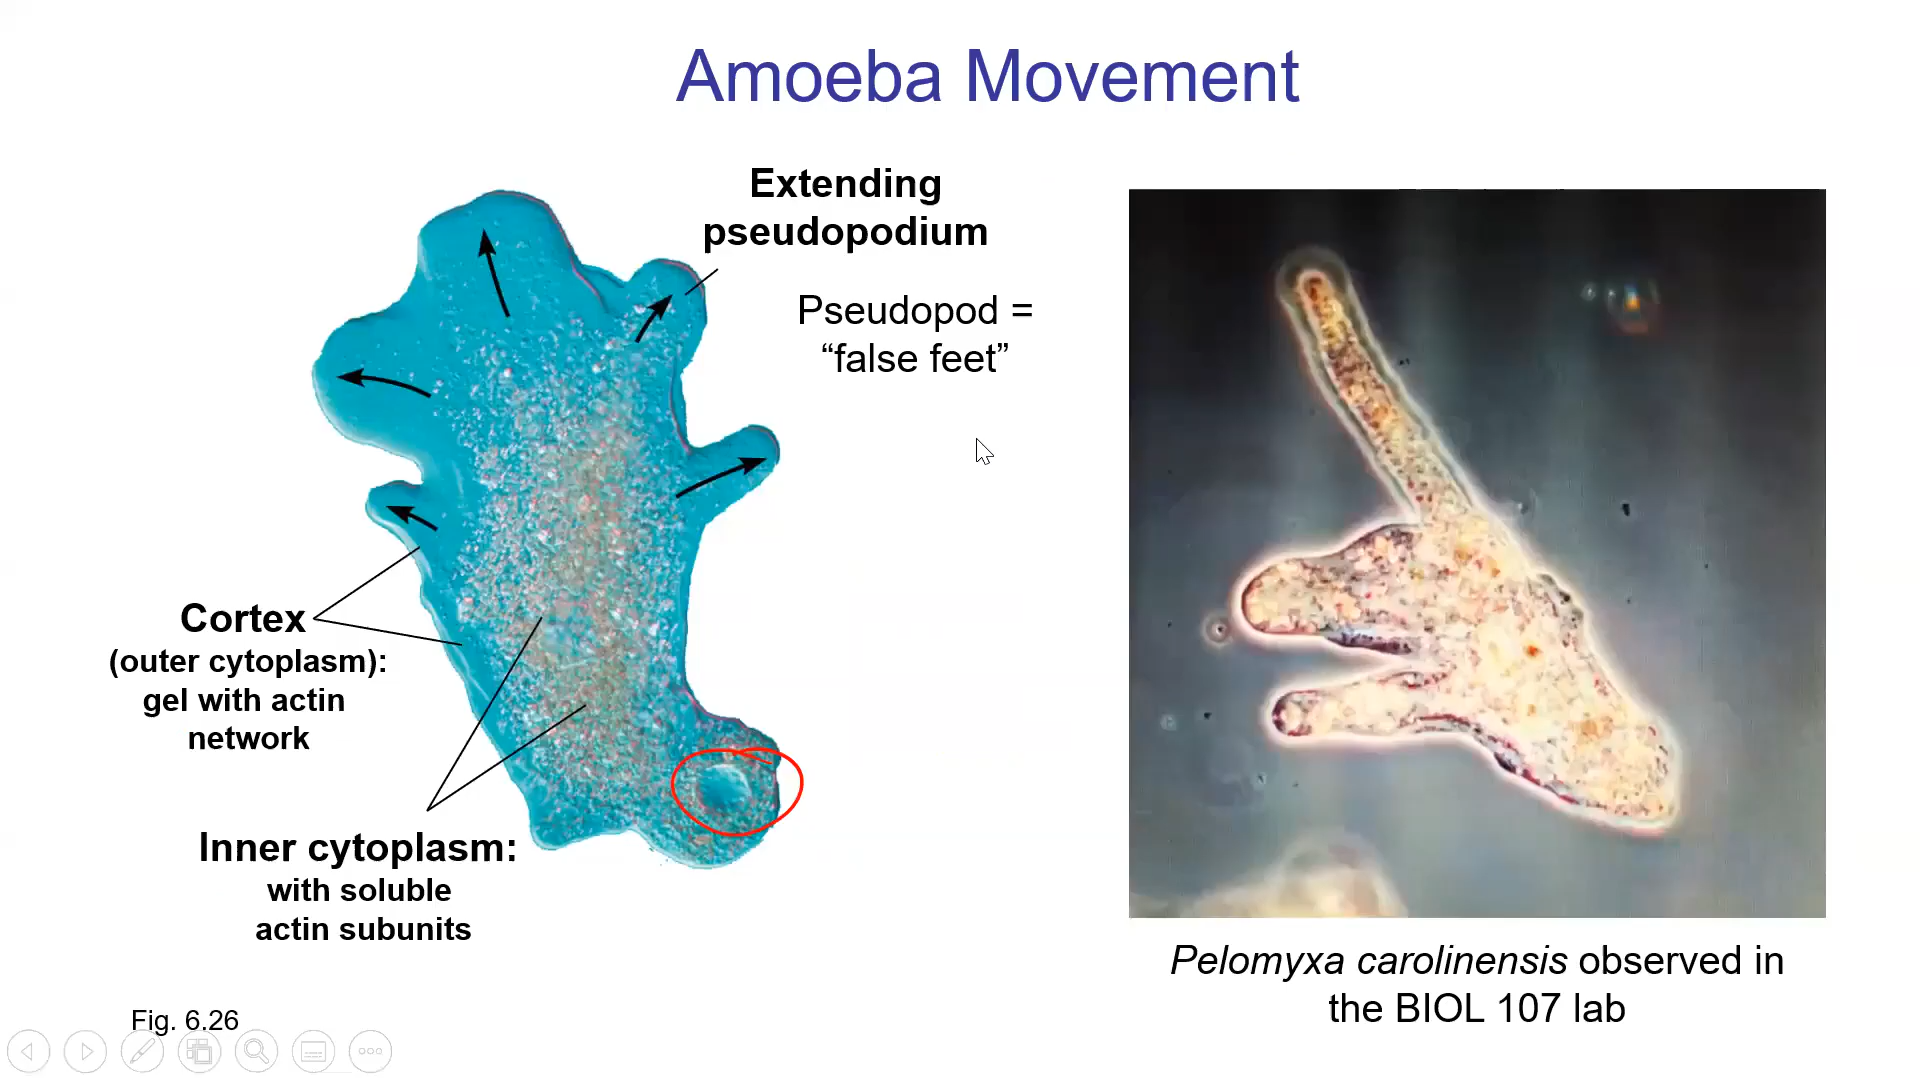 Amoeba Movement
Extending
pseudopodium
Pseudopod =
“false feet”
Cortex
(outer cytoplasm):
gel with actin
network
Inner cytoplasm:
with soluble
actin subunits
Pelomyxa carolinensis observed in
the BIOL 107 lab
Fig. 6.26